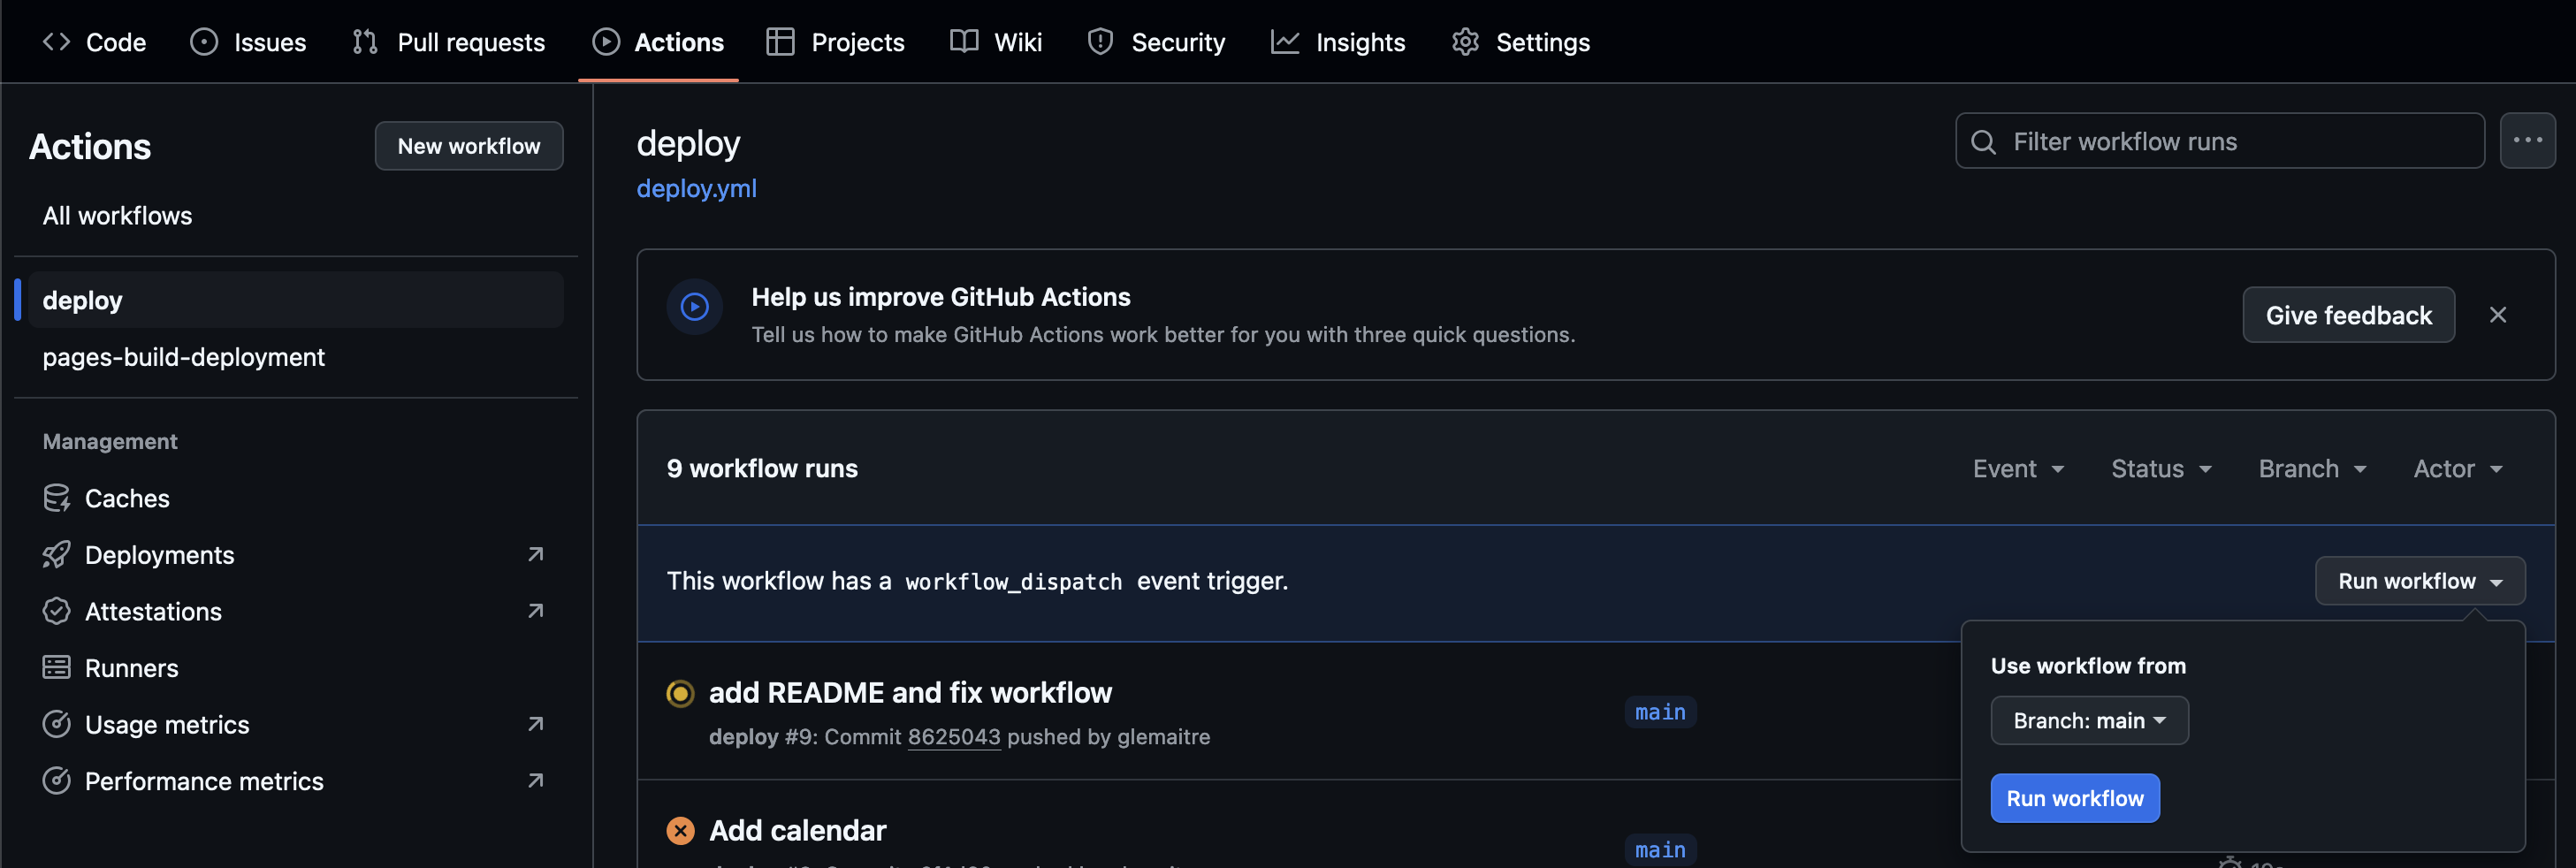 Code Issues Pull requests Actions Projects Wiki Security Insights Settings
Actions
New workflow
All workflows
deploy
pages-build-deployment
Management
Caches
Deployments
Attestations
Runners
Usage metrics
Performance metrics
deploy
deploy.yml
Filter workflow runs
Help us improve GitHub Actions
Tell us how to make GitHub Actions work better for you with three quick questions.
Give feedback
9 workflow runs
Event Status Branch Actor
This workflow has a workflow_dispatch event trigger.
Run workflow
Use workflow from
Branch: main
Run workflow
add README and fix workflow
deploy #9: Commit 8625043 pushed by glemaitre
main
Add calendar
main